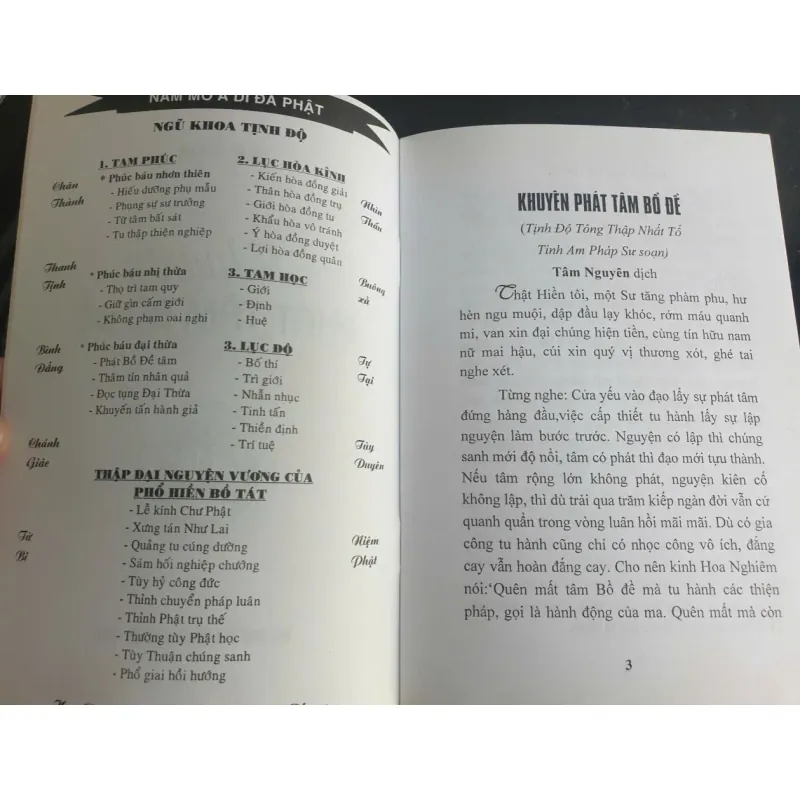 NAM MÔ A DI ĐÀ PHẬT
NGŨ KHOA TỊNH ĐỘ
1. TAM PHÚC
* Phúc báu nhơn thiên
- Hiếu dưỡng phụ mẫu
- Phụng sự sư trưởng
- Từ tâm bất sát
- Tu thập thiện nghiệp
* Phúc báu nhị thừa
- Thọ trì tam quy
- Giữ gìn cấm giới
- Không phạm oai nghi
* Phúc báu đại thừa
- Phát Bồ Đề tâm
- Thâm tín nhân quả
- Đọc tụng Đại Thừa
- Khuyến tấn hành giả
2. LỤC HÒA KÍNH
- Kiến hòa đồng giải
- Thân hòa đồng trụ
- Giới hòa đồng tu
- Khẩu hòa vô tránh
- Ý hòa đồng duyệt
- Lợi hòa đồng quân
3. TAM HỌC
- Giới
- Định
- Huệ
3. LỤC ĐỘ
- Bố thí
- Trì giới
- Nhẫn nhục
- Tinh tấn
- Thiền định
- Trí tuệ
Chân
Thành
Thanh
Tịnh
Bình
Đẳng
Chánh
Giác
Từ
Bi
Nhìn
Thấu
Buông
xả
Tự
Tại
Tùy
Duyên
Niệm
Phật
THẬP ĐẠI NGUYỆN VƯƠNG CỦA
PHỔ HIỀN BỒ TÁT
- Lễ kính Chư Phật
- Xưng tán Như Lai
- Quảng tu cúng dường
- Sám hối nghiệp chướng
- Tùy hỷ công đức
- Thỉnh chuyển pháp luân
- Thỉnh Phật trụ thế
- Thường tùy Phật học
- Tùy Thuận chúng sanh
- Phổ giai hồi hướng
KHUYÊN PHÁT TÂM BỒ ĐỀ
(Tịnh Độ Tông Thập Nhất Tổ
Tỉnh Am Pháp Sư soạn)
Tâm Nguyên dịch
Thật Hiền tôi, một Sư tăng phàm phu, hư
hèn ngu muội, dập đầu lạy khóc, rớm máu quanh
mi, van xin đại chúng hiện tiền, cùng tín hữu nam
nữ mai hậu, cúi xin quý vị thương xót, ghé tai
nghe xét.
Từng nghe: Cửa yếu vào đạo lấy sự phát tâm
đứng hàng đầu,việc cấp thiết tu hành lấy sự lập
nguyện làm bước trước. Nguyện có lập thì chúng
sanh mới độ nổi, tâm có phát thì đạo mới tựu thành.
Nếu tâm rộng lớn không phát, nguyện kiên cố
không lập, thì dù trải qua trăm kiếp ngàn đời vẫn cứ
quanh quẩn trong vòng luân hồi mãi mãi. Dù có gia
công tu hành cũng chỉ có nhọc công vô ích, đắng
cay vẫn hoàn đắng cay. Cho nên kinh Hoa Nghiêm
nói:‘Quên mất tâm Bồ đề mà tu hành các thiện
pháp, gọi là hành động của ma. Quên mất mà còn
3